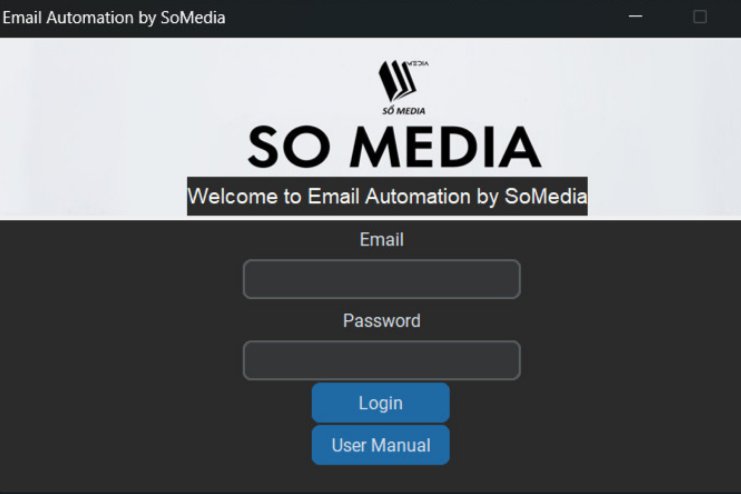 Email Automation by SoMedia
MEDIA
SỐ MEDIA
SO MEDIA
Welcome to Email Automation by SoMedia
Email
Password
Login
User Manual